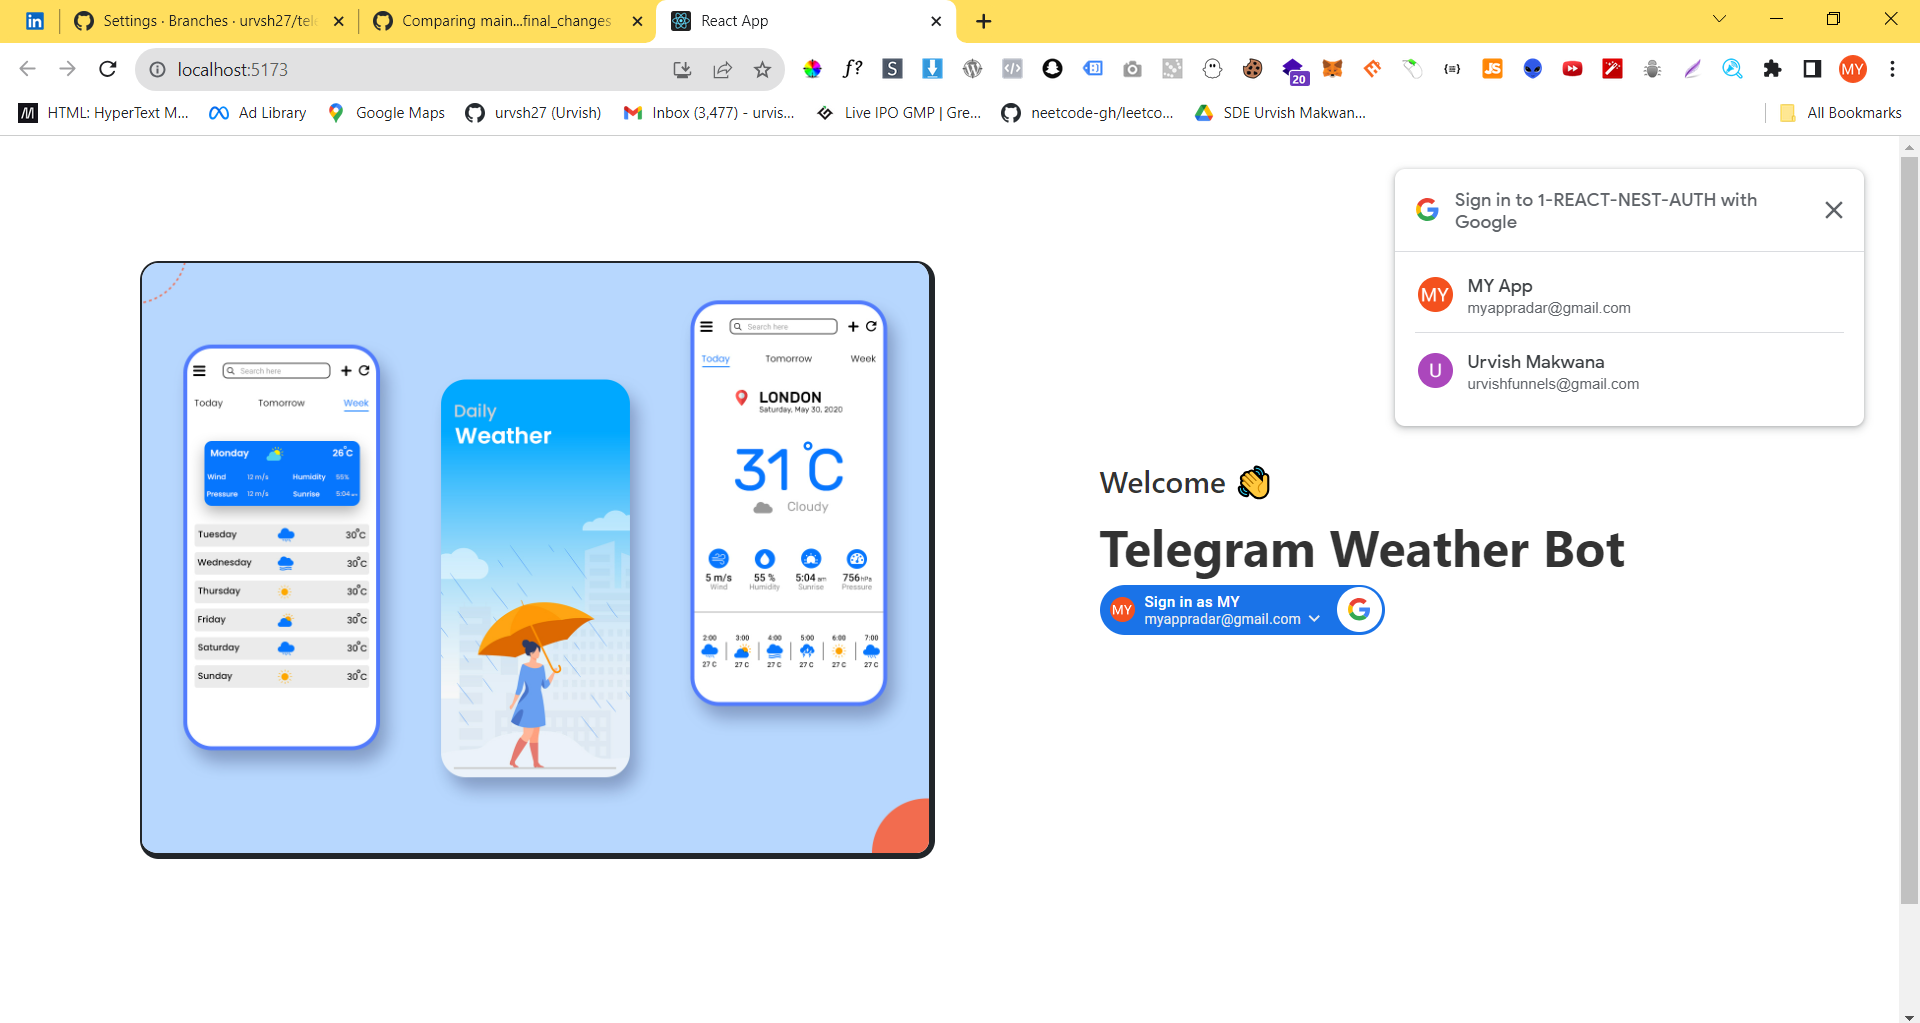 Settings · Branches · urvsh27/tel
Comparing main...final_changes
React App
localhost:5173
f?
S
20
JS
MY
HTML: HyperText M...
Ad Library
Google Maps
urvsh27 (Urvish)
Inbox (3,477) - urvis...
Live IPO GMP | Gre...
neetcode-gh/leetco...
SDE Urvish Makwan...
All Bookmarks
Sign in to 1-REACT-NEST-AUTH with
Google
MY
MY App
myappradar@gmail.com
U
Urvish Makwana
urvishfunnels@gmail.com
Search here
Today Tomorrow Week
Monday 26°C
Wind 12 m/s Humidity 55%
Pressure 12 m/s Sunrise 5:04 am
Tuesday 30°C
Wednesday 30°C
Thursday 30°C
Friday 30°C
Saturday 30°C
Sunday 30°C
Daily
Weather
Search here
Today Tomorrow Week
LONDON
Saturday, May 30, 2020
31°C
Cloudy
5 m/s 55 % 5:04 am 756 hPa
Wind Humidity Sunrise Pressure
2:00 3:00 4:00 5:00 6:00 7:00
27 C 27 C 27 C 27 C 27 C 27 C
Welcome 👋
Telegram Weather Bot
MY
Sign in as MY
myappradar@gmail.com